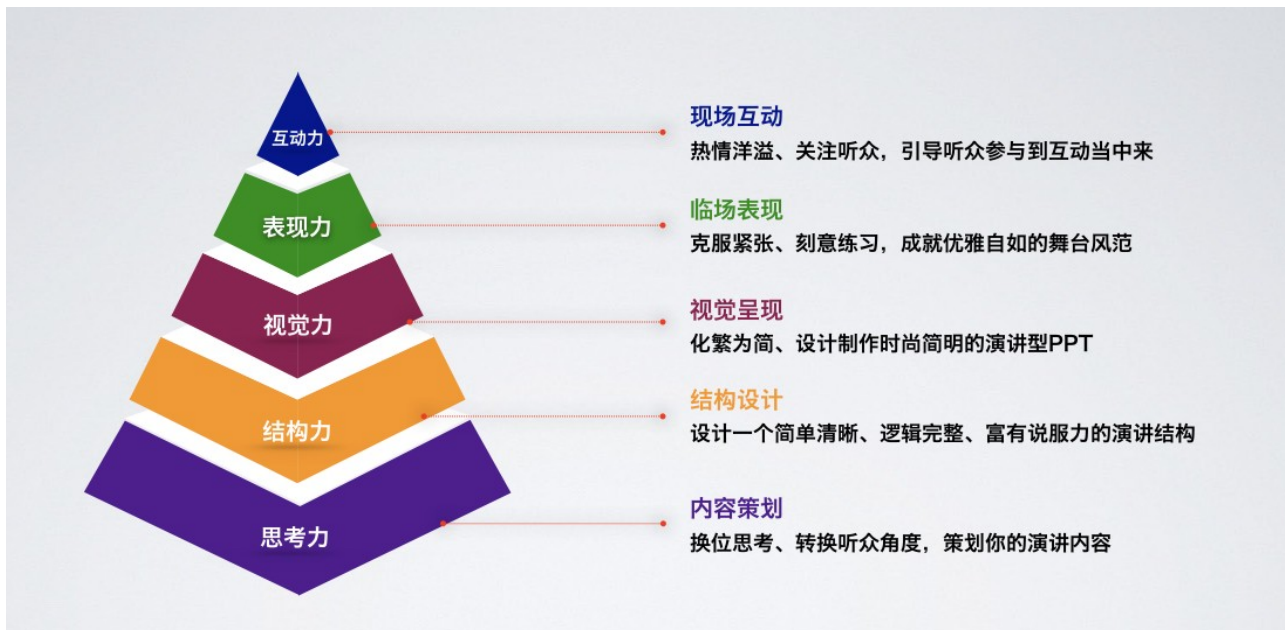 互动力
现场互动
热情洋溢、关注听众，引导听众参与到互动当中来
表现力
临场表现
克服紧张、刻意练习，成就优雅自如的舞台风范
视觉力
视觉呈现
化繁为简、设计制作时尚简明的演讲型PPT
结构力
结构设计
设计一个简单清晰、逻辑完整、富有说服力的演讲结构
思考力
内容策划
换位思考、转换听众角度，策划你的演讲内容